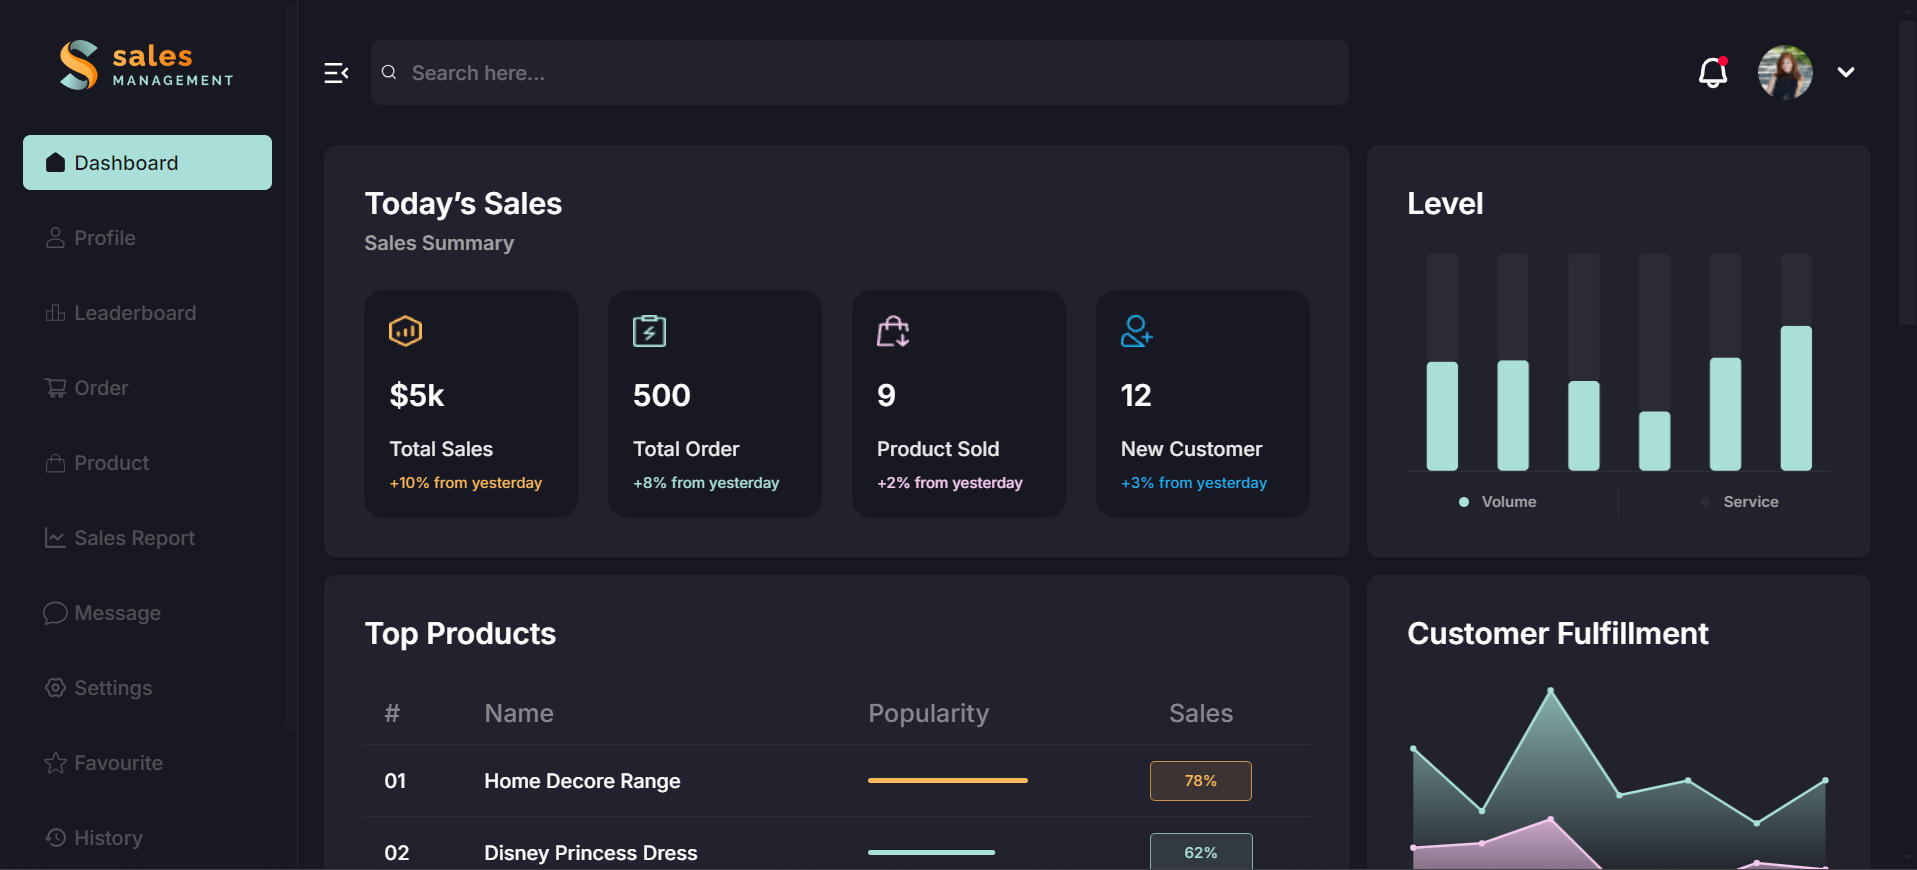 sales
MANAGEMENT
Dashboard
Profile
Leaderboard
Order
Product
Sales Report
Message
Settings
Favourite
History
Search here...
Today's Sales
Sales Summary
$5k
Total Sales
+10% from yesterday
500
Total Order
+8% from yesterday
9
Product Sold
+2% from yesterday
12
New Customer
+3% from yesterday
Level
Volume
Service
Top Products
# Name Popularity Sales
01 Home Decore Range 78%
02 Disney Princess Dress 62%
Customer Fulfillment